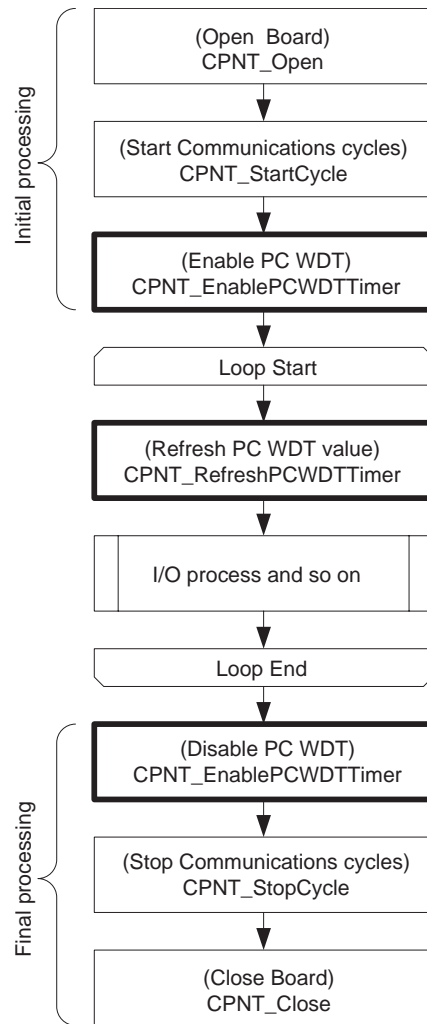 Initial processing
(Open Board)
CPNT_Open
(Start Communications cycles)
CPNT_StartCycle
(Enable PC WDT)
CPNT_EnablePCWDTTimer
Loop Start
(Refresh PC WDT value)
CPNT_RefreshPCWDTTimer
I/O process and so on
Loop End
Final processing
(Disable PC WDT)
CPNT_EnablePCWDTTimer
(Stop Communications cycles)
CPNT_StopCycle
(Close Board)
CPNT_Close